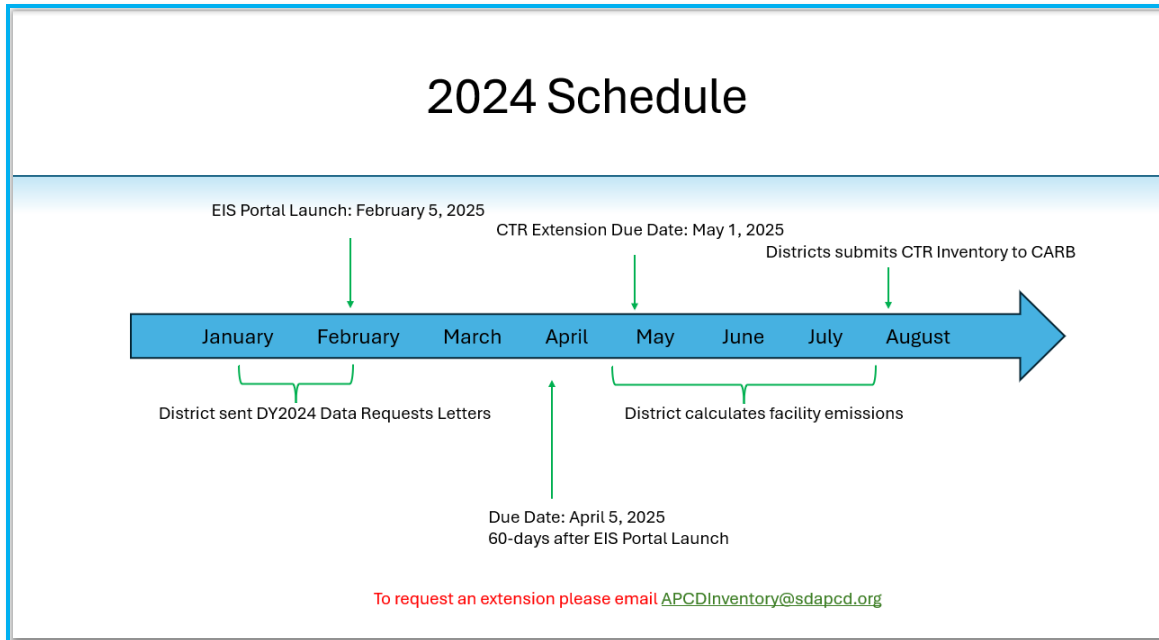 2024 Schedule
EIS Portal Launch: February 5, 2025
CTR Extension Due Date: May 1, 2025
Districts submits CTR Inventory to CARB
January February March April May June July August
District sent DY2024 Data Requests Letters
District calculates facility emissions
Due Date: April 5, 2025
60-days after EIS Portal Launch
To request an extension please email APCDInventory@sdapcd.org